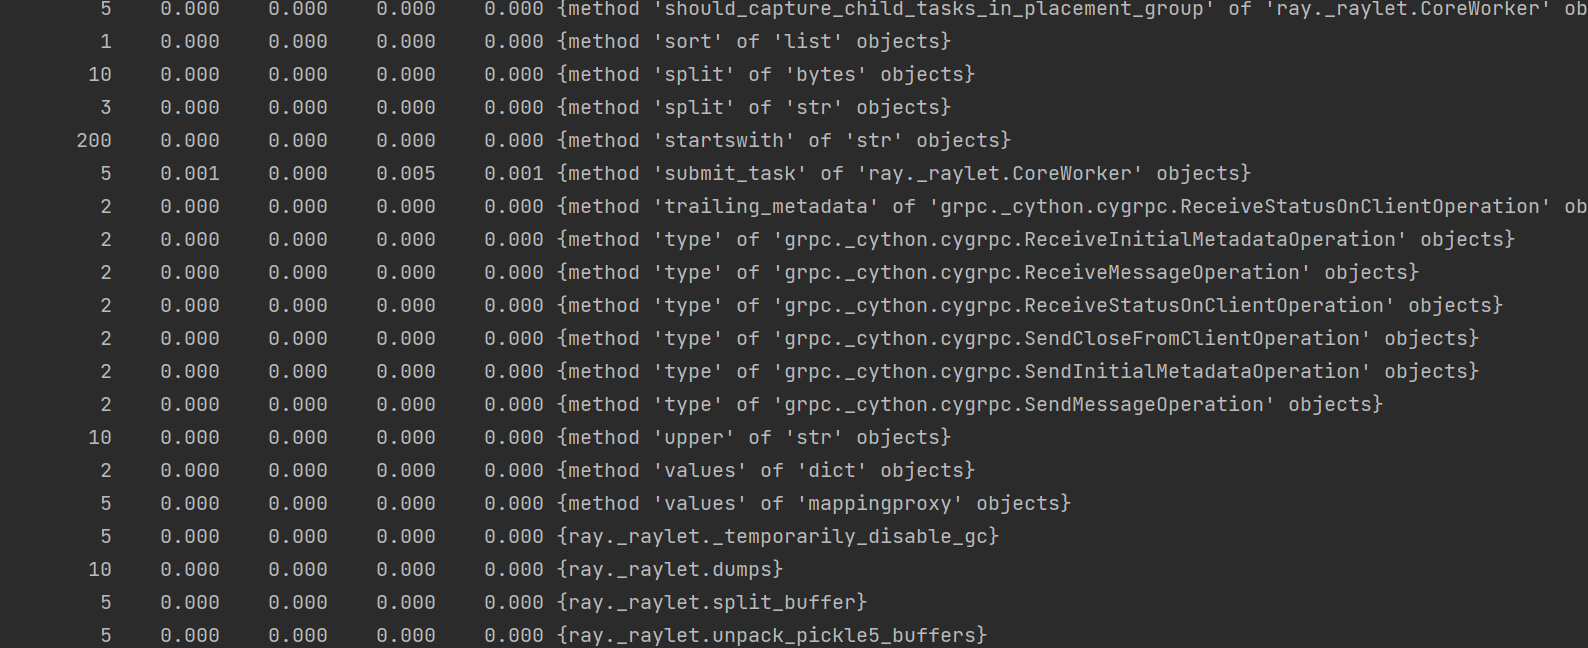 5 0.000 0.000 0.000 0.000 {method 'should_capture_child_tasks_in_placement_group' of 'ray._raylet.CoreWorker' ob
1 0.000 0.000 0.000 0.000 {method 'sort' of 'list' objects}
10 0.000 0.000 0.000 0.000 {method 'split' of 'bytes' objects}
3 0.000 0.000 0.000 0.000 {method 'split' of 'str' objects}
200 0.000 0.000 0.000 0.000 {method 'startswith' of 'str' objects}
5 0.001 0.000 0.005 0.001 {method 'submit_task' of 'ray._raylet.CoreWorker' objects}
2 0.000 0.000 0.000 0.000 {method 'trailing_metadata' of 'grpc._cython.cygrpc.ReceiveStatusOnClientOperation' ob
2 0.000 0.000 0.000 0.000 {method 'type' of 'grpc._cython.cygrpc.ReceiveInitialMetadataOperation' objects}
2 0.000 0.000 0.000 0.000 {method 'type' of 'grpc._cython.cygrpc.ReceiveMessageOperation' objects}
2 0.000 0.000 0.000 0.000 {method 'type' of 'grpc._cython.cygrpc.ReceiveStatusOnClientOperation' objects}
2 0.000 0.000 0.000 0.000 {method 'type' of 'grpc._cython.cygrpc.SendCloseFromClientOperation' objects}
2 0.000 0.000 0.000 0.000 {method 'type' of 'grpc._cython.cygrpc.SendInitialMetadataOperation' objects}
2 0.000 0.000 0.000 0.000 {method 'type' of 'grpc._cython.cygrpc.SendMessageOperation' objects}
10 0.000 0.000 0.000 0.000 {method 'upper' of 'str' objects}
2 0.000 0.000 0.000 0.000 {method 'values' of 'dict' objects}
5 0.000 0.000 0.000 0.000 {method 'values' of 'mappingproxy' objects}
5 0.000 0.000 0.000 0.000 {ray._raylet._temporarily_disable_gc}
10 0.000 0.000 0.000 0.000 {ray._raylet.dumps}
5 0.000 0.000 0.000 0.000 {ray._raylet.split_buffer}
5 0.000 0.000 0.000 0.000 {ray._raylet.unpack_pickle5_buffers}